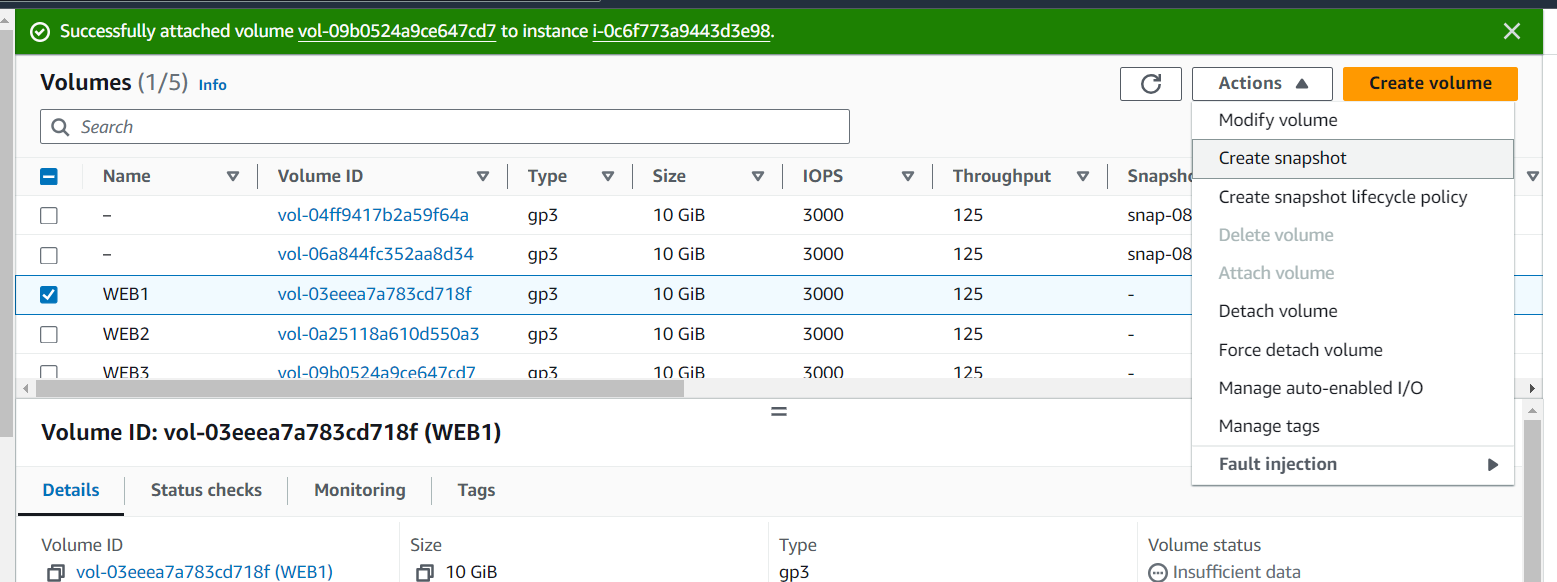 Successfully attached volume vol-09b0524a9ce647cd7 to instance i-0c6f773a9443d3e98.
Volumes (1/5) Info
Actions
Create volume
Search
Modify volume
Create snapshot
Create snapshot lifecycle policy
Delete volume
Attach volume
Detach volume
Force detach volume
Manage auto-enabled I/O
Manage tags
Fault injection
Name Volume ID Type Size IOPS Throughput Snapsho
– vol-04ff9417b2a59f64a gp3 10 GiB 3000 125 snap-08
– vol-06a844fc352aa8d34 gp3 10 GiB 3000 125 snap-08
WEB1 vol-03eeea7a783cd718f gp3 10 GiB 3000 125 -
WEB2 vol-0a25118a610d550a3 gp3 10 GiB 3000 125 -
WEB3 vol-09b0524a9ce647cd7 gp3 10 GiB 3000 125 -
Volume ID: vol-03eeea7a783cd718f (WEB1)
Details Status checks Monitoring Tags
Volume ID Size Type Volume status
vol-03eeea7a783cd718f (WEB1) 10 GiB gp3 Insufficient data